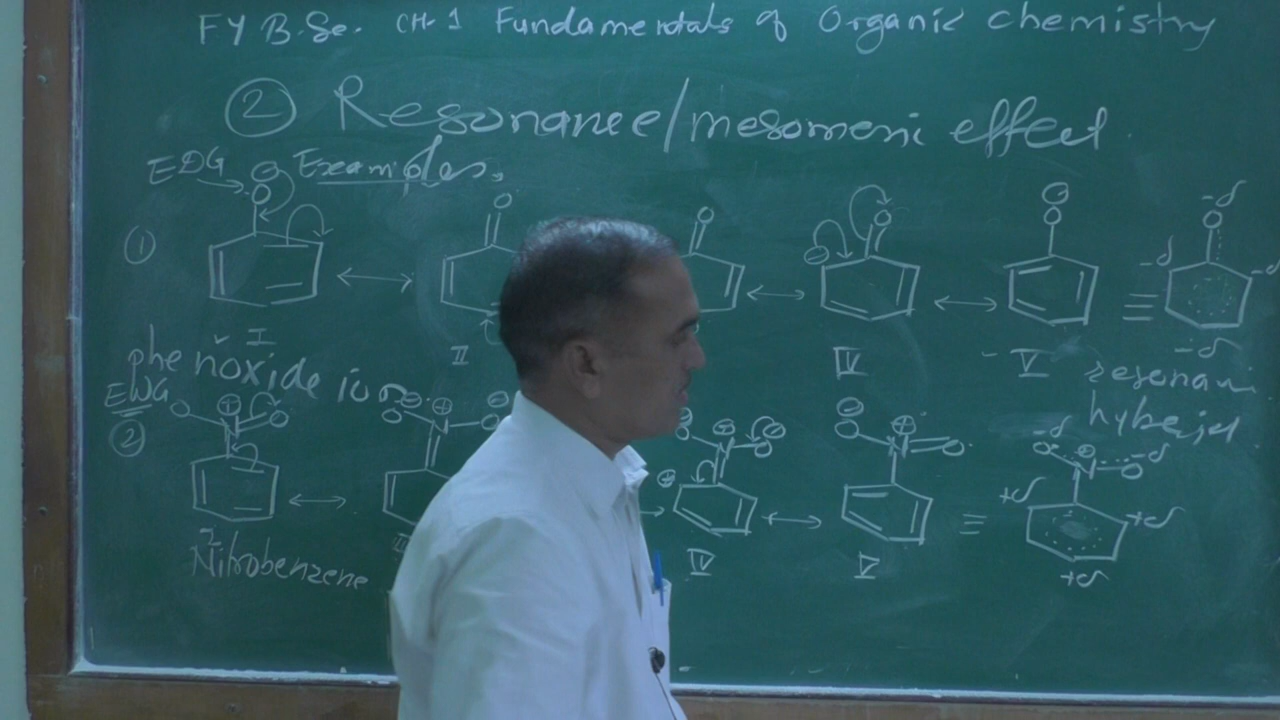 FY B.Sc. CH-1 Fundamentals of Organic chemistry
② Resonance/mesomeric effect.
EDG Examples,
①
I II IV V resonan
phenoxide ion hybrid
EWG
②
I IV V
Nitrobenzene